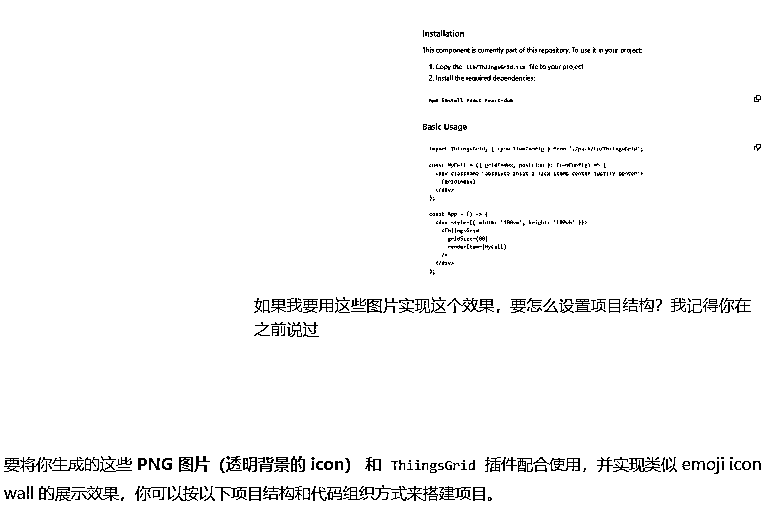 Installation
This component is currently part of this repository. To use it in your project:
1. Copy the lib/ThiingsGrid.tsx file to your project
2. Install the required dependencies:
npm install react react-dom
Basic Usage
import ThiingsGrid, { type ItemConfig } from './path/to/ThiingsGrid';
const MyCell = ({ gridIndex, position }: ItemConfig) => (
<div className="absolute inset-1 flex items-center justify-center">
{gridIndex}
</div>
);
const App = () => (
<div style={{ width: '100vw', height: '100vh' }}>
<ThiingsGrid
gridSize={80}
renderItem={MyCell}
/>
</div>
);
如果我要用这些图片实现这个效果，要怎么设置项目结构？我记得你在
之前说过
要将你生成的这些 PNG 图片（透明背景的 icon） 和 ThiingsGrid 插件配合使用，并实现类似 emoji icon
wall 的展示效果，你可以按以下项目结构和代码组织方式来搭建项目。